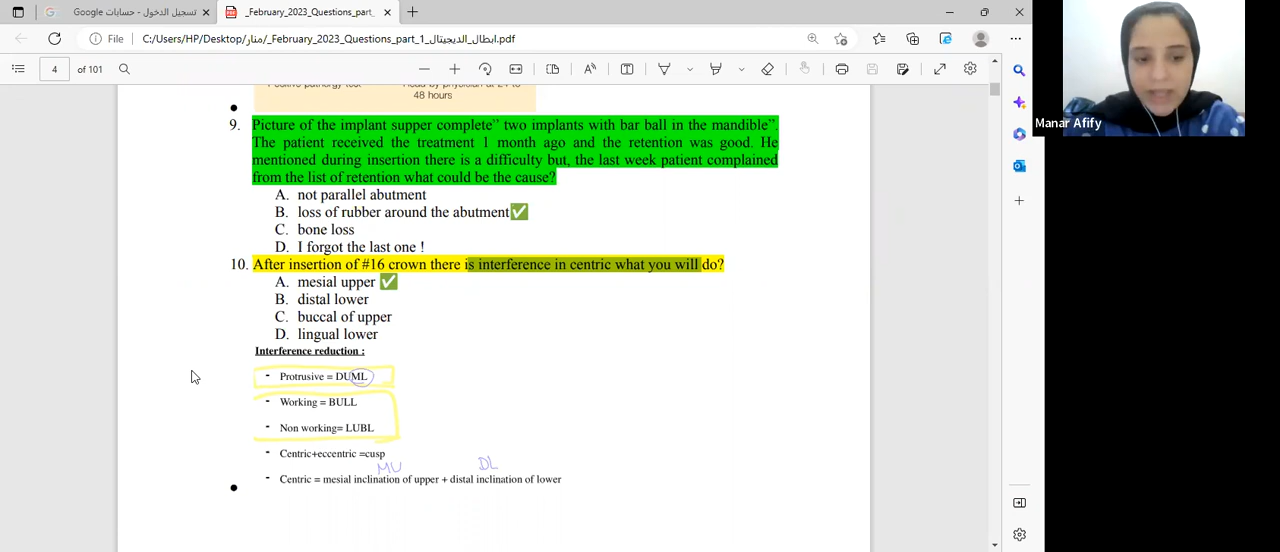 تسجيل الدخول - حسابات Google
_February_2023_Questions_part_
File
C:/Users/HP/Desktop/منار/_February_2023_Questions_part_1_ابطال_الديجيتال.pdf
4 of 101
48 hours
9. Picture of the implant supper complete” two implants with bar ball in the mandible”.
The patient received the treatment 1 month ago and the retention was good. He
mentioned during insertion there is a difficulty but, the last week patient complained
from the list of retention what could be the cause?
A. not parallel abutment
B. loss of rubber around the abutment✅
C. bone loss
D. I forgot the last one !
10. After insertion of #16 crown there is interference in centric what you will do?
A. mesial upper ✅
B. distal lower
C. buccal of upper
D. lingual lower
Interference reduction :
- Protrusive = DUML
- Working = BULL
- Non working= LUBL
- Centric+eccentric =cusp
MU DL
- Centric = mesial inclination of upper + distal inclination of lower
Manar Afify